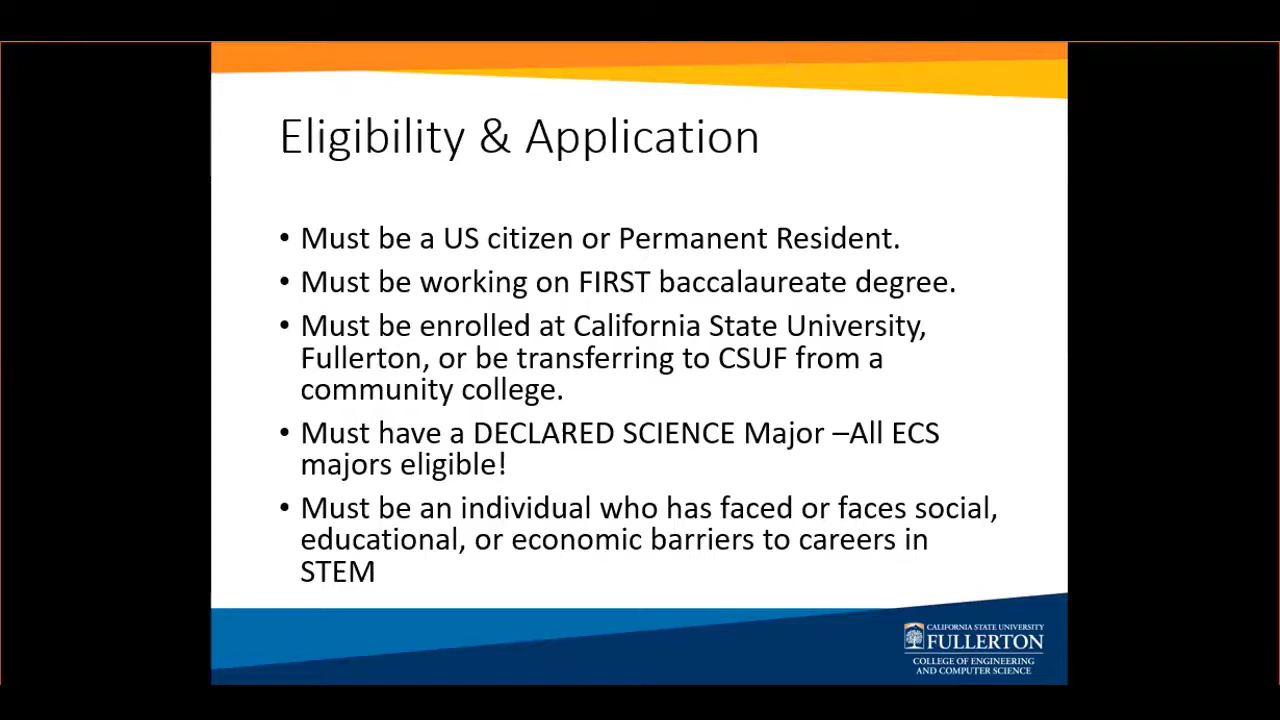 Eligibility & Application
• Must be a US citizen or Permanent Resident.
• Must be working on FIRST baccalaureate degree.
• Must be enrolled at California State University,
Fullerton, or be transferring to CSUF from a
community college.
• Must have a DECLARED SCIENCE Major –All ECS
majors eligible!
• Must be an individual who has faced or faces social,
educational, or economic barriers to careers in
STEM
CALIFORNIA STATE UNIVERSITY
FULLERTON
COLLEGE OF ENGINEERING
AND COMPUTER SCIENCE